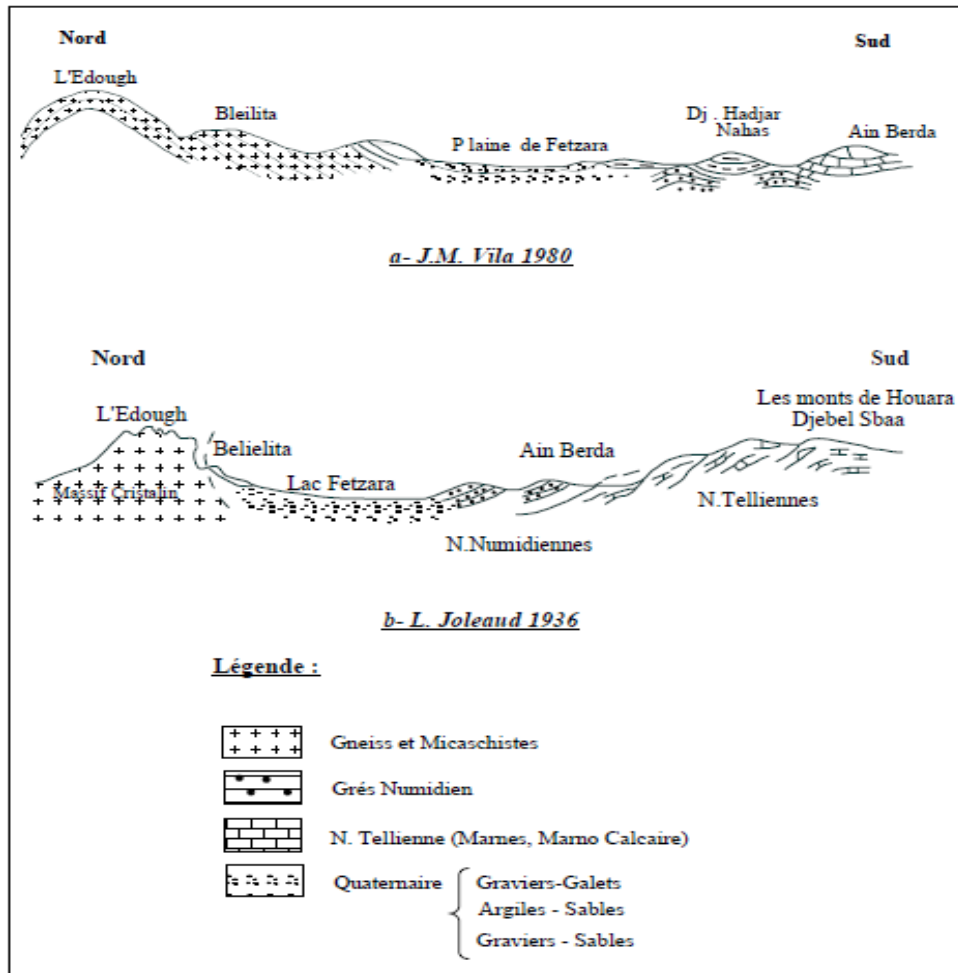 Nord Sud
L'Edough
Bleilita
Dj . Hadjar
Nahas
Ain Berda
P laine de Fetzara
a- J.M. Vila 1980
Nord Sud
Les monts de Houara
Djebel Sbaa
L'Edough
Belielita
Ain Berda
Lac Fetzara
Massif Cristalin
N.Telliennes
N.Numidiennes
b- L. Joleaud 1936
Légende :
Gneiss et Micaschistes
Grés Numidien
N. Tellienne (Marnes, Marno Calcaire)
Quaternaire
Graviers-Galets
Argiles - Sables
Graviers - Sables